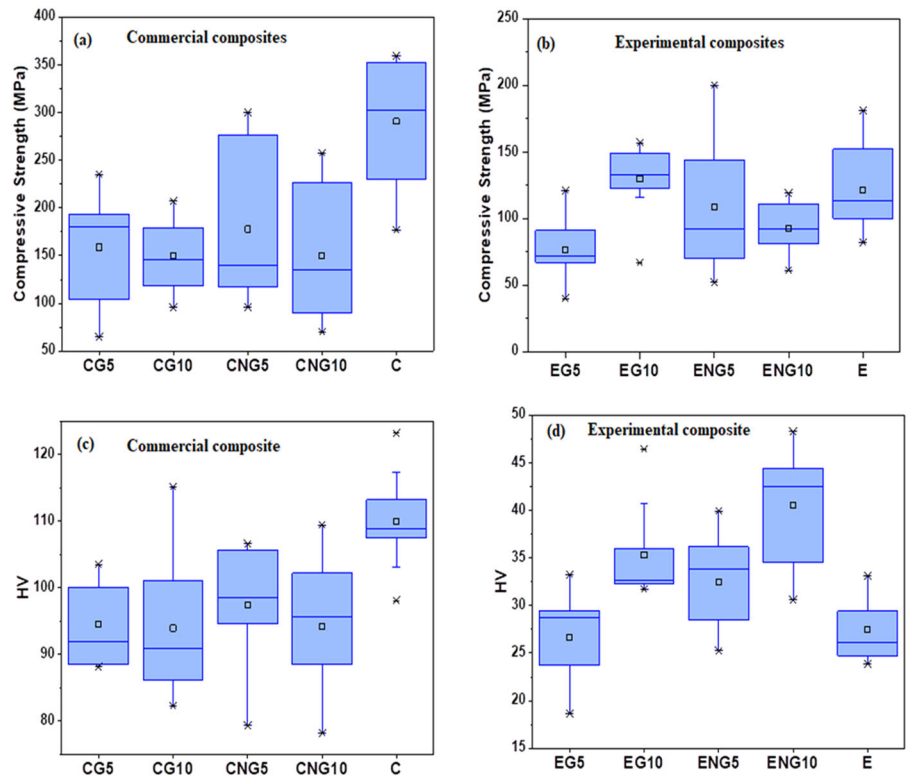 (a) Commercial composites
Compressive Strength (MPa)
400
350
300
250
200
150
100
50
CG5 CG10 CNG5 CNG10 C
(b) Experimental composites
Compressive Strength (MPa)
250
200
150
100
50
0
EG5 EG10 ENG5 ENG10 E
(c) Commercial composite
HV
120
110
100
90
80
CG5 CG10 CNG5 CNG10 C
(d) Experimental composite
HV
50
45
40
35
30
25
20
15
EG5 EG10 ENG5 ENG10 E